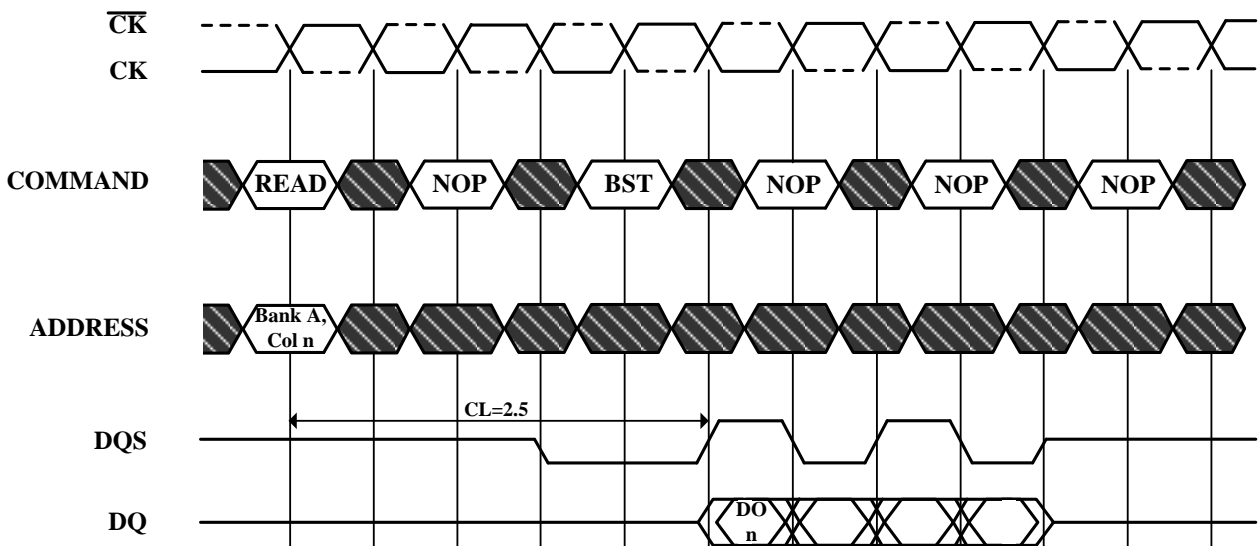 CK
CK
COMMAND
READ
NOP
BST
NOP
NOP
NOP
ADDRESS
Bank A,
Col n
CL=2.5
DQS
DQ
DO
n